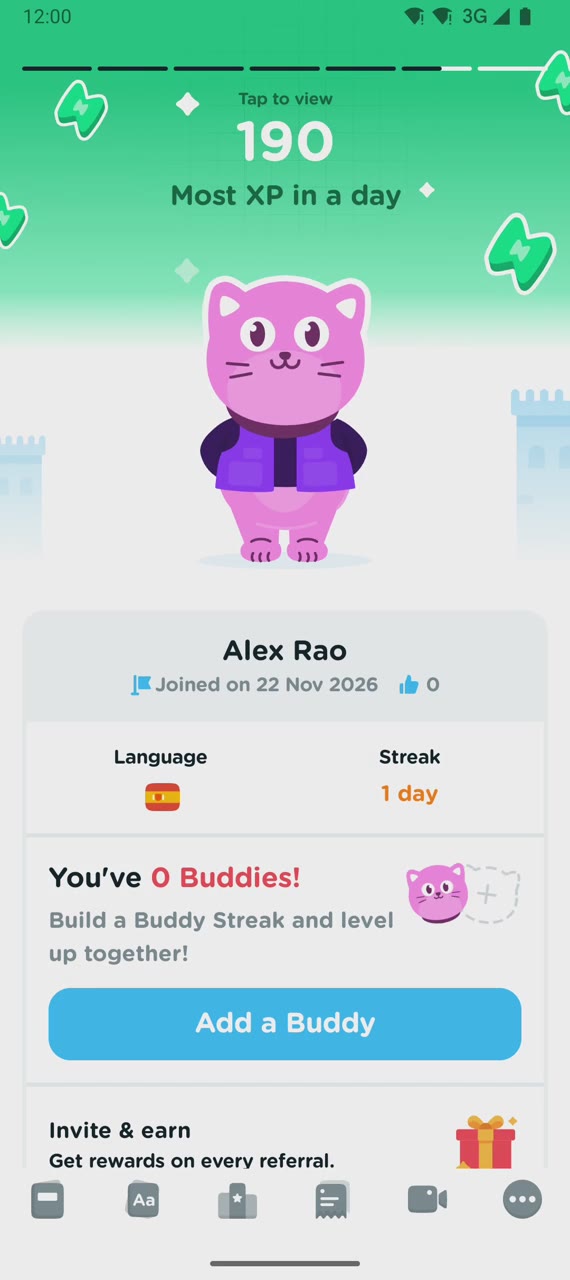 12:00
3G
Tap to view
190
Most XP in a day
Alex Rao
Joined on 22 Nov 2026 0
Language Streak
1 day
You've 0 Buddies!
Build a Buddy Streak and level
up together!
Add a Buddy
Invite & earn
Get rewards on every referral.
Aa